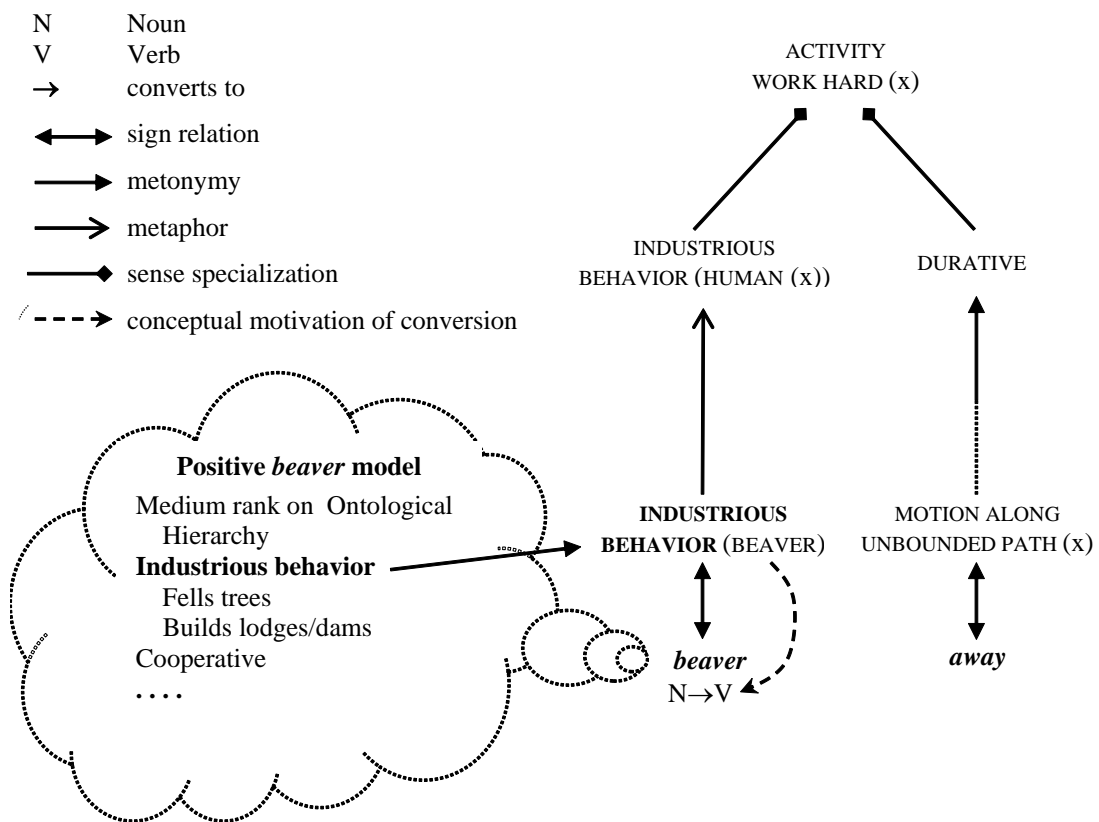 N Noun
V Verb
→ converts to
sign relation
metonymy
metaphor
sense specialization
conceptual motivation of conversion
ACTIVITY
WORK HARD (x)
INDUSTRIOUS
BEHAVIOR (HUMAN (x))
DURATIVE
Positive beaver model
Medium rank on Ontological
Hierarchy
Industrious behavior
Fells trees
Builds lodges/dams
Cooperative
. . . .
INDUSTRIOUS
BEHAVIOR (BEAVER)
MOTION ALONG
UNBOUNDED PATH (x)
beaver
N→V
away